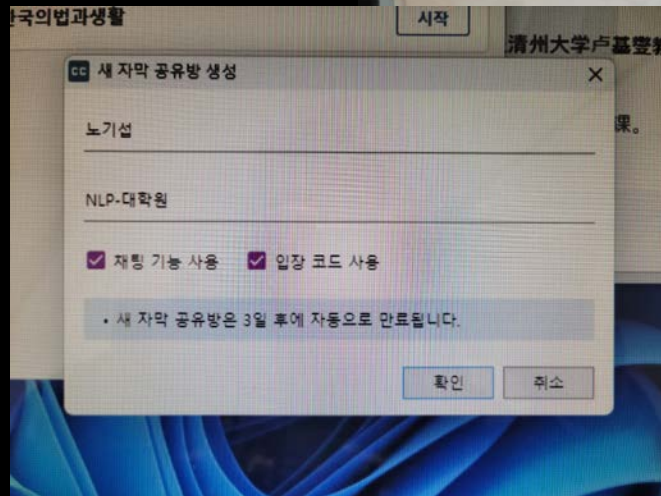 한국의법과생활
시작
清州大学卢基燮教
课。
cc 새 자막 공유방 생성
노기섭
NLP-대학원
채팅 기능 사용
입장 코드 사용
• 새 자막 공유방은 3일 후에 자동으로 만료됩니다.
확인
취소